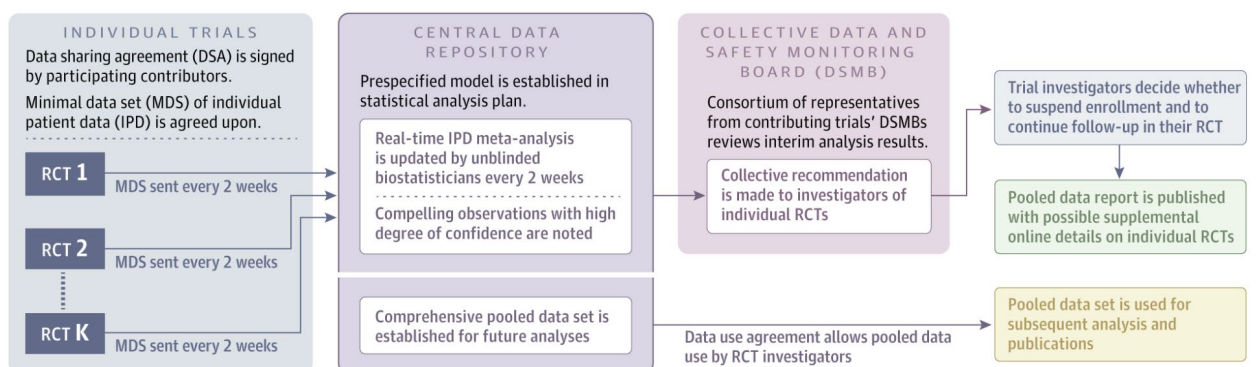 INDIVIDUAL TRIALS
Data sharing agreement (DSA) is signed
by participating contributors.
Minimal data set (MDS) of individual
patient data (IPD) is agreed upon.
RCT 1
MDS sent every 2 weeks
RCT 2
MDS sent every 2 weeks
RCT K
MDS sent every 2 weeks
CENTRAL DATA
REPOSITORY
Prespecified model is established in
statistical analysis plan.
Real-time IPD meta-analysis
is updated by unblinded
biostatisticians every 2 weeks
Compelling observations with high
degree of confidence are noted
Comprehensive pooled data set is
established for future analyses
COLLECTIVE DATA AND
SAFETY MONITORING
BOARD (DSMB)
Consortium of representatives
from contributing trials' DSMBs
reviews interim analysis results.
Collective recommendation
is made to investigators of
individual RCTs
Data use agreement allows pooled data
use by RCT investigators
Trial investigators decide whether
to suspend enrollment and to
continue follow-up in their RCT
Pooled data report is published
with possible supplemental
online details on individual RCTs
Pooled data set is used for
subsequent analysis and
publications